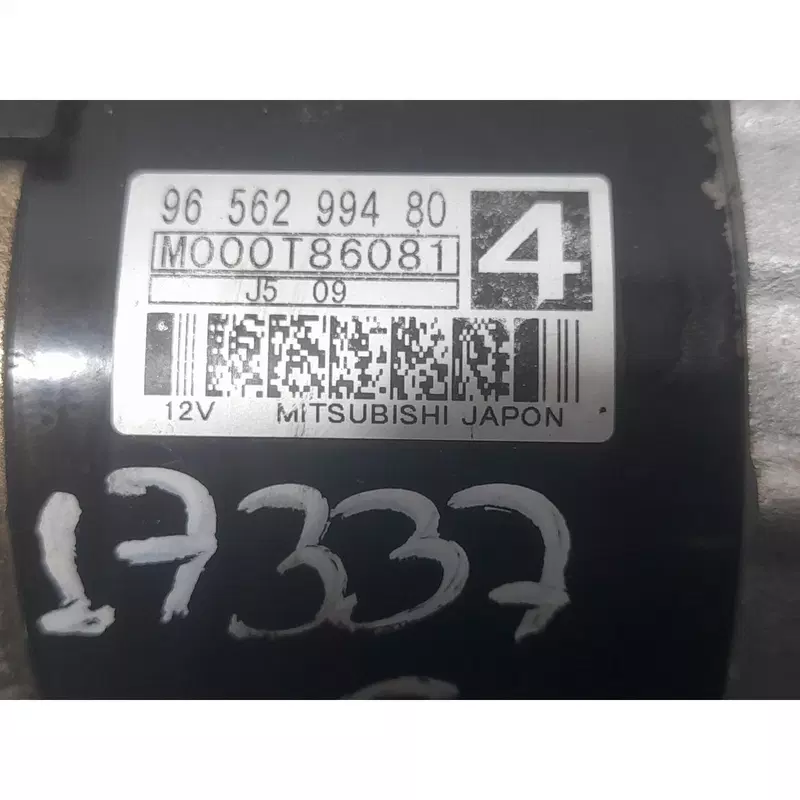 96 562 994 80
4
M000T86081
J5 09
12V MITSUBISHI JAPON
17337